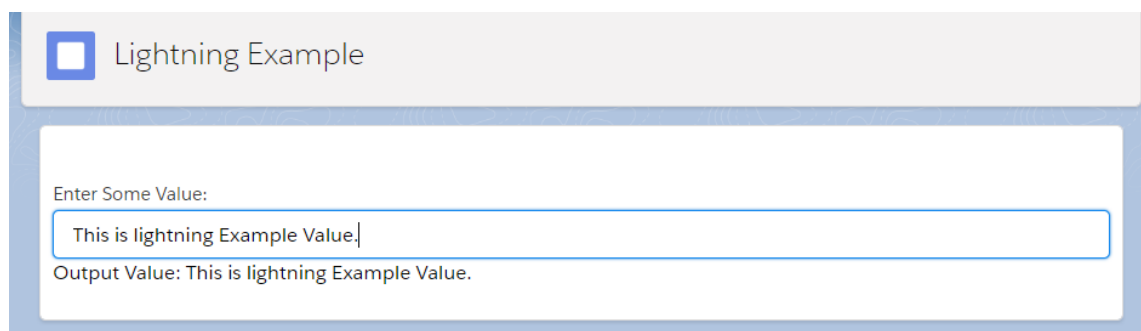 Lightning Example
Enter Some Value:
This is lightning Example Value.
Output Value: This is lightning Example Value.